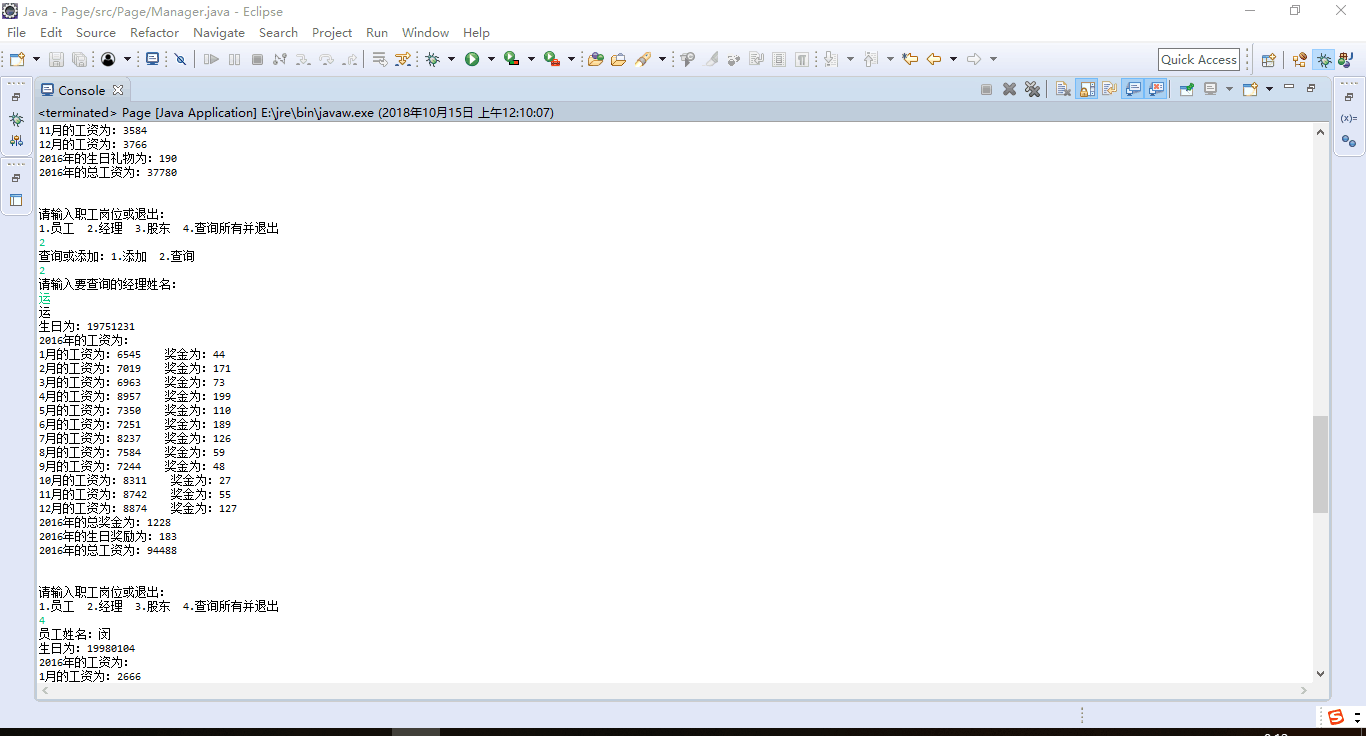 Java - Page/src/Page/Manager.java - Eclipse
File Edit Source Refactor Navigate Search Project Run Window Help
Quick Access
Console
<terminated> Page [Java Application] E:\jre\bin\javaw.exe (2018年10月15日 上午12:10:07)
11月的工资为: 3584
12月的工资为: 3766
2016年的生日礼物为: 190
2016年的总工资为: 37780
请输入职工岗位或退出:
1.员工 2.经理 3.股东 4.查询所有并退出
2
查询或添加: 1.添加 2.查询
2
请输入要查询的经理姓名:
运
运
生日为: 19751231
2016年的工资为:
1月的工资为: 6545 奖金为: 44
2月的工资为: 7019 奖金为: 171
3月的工资为: 6963 奖金为: 73
4月的工资为: 8957 奖金为: 199
5月的工资为: 7350 奖金为: 110
6月的工资为: 7251 奖金为: 189
7月的工资为: 8237 奖金为: 126
8月的工资为: 7584 奖金为: 59
9月的工资为: 7244 奖金为: 48
10月的工资为: 8311 奖金为: 27
11月的工资为: 8742 奖金为: 55
12月的工资为: 8874 奖金为: 127
2016年的总奖金为: 1228
2016年的生日奖励为: 183
2016年的总工资为: 94488
请输入职工岗位或退出:
1.员工 2.经理 3.股东 4.查询所有并退出
4
员工姓名: 闵
生日为: 19980104
2016年的工资为:
1月的工资为: 2666